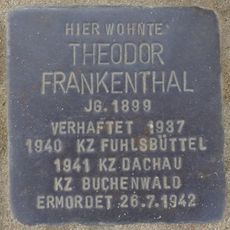 HIER WOHNTE
THEODOR
FRANKENTHAL
JG. 1899
VERHAFTET 1937
1940 KZ FUHLSBÜTTEL
1941 KZ DACHAU
KZ BUCHENWALD
ERMORDET 26.7.1942